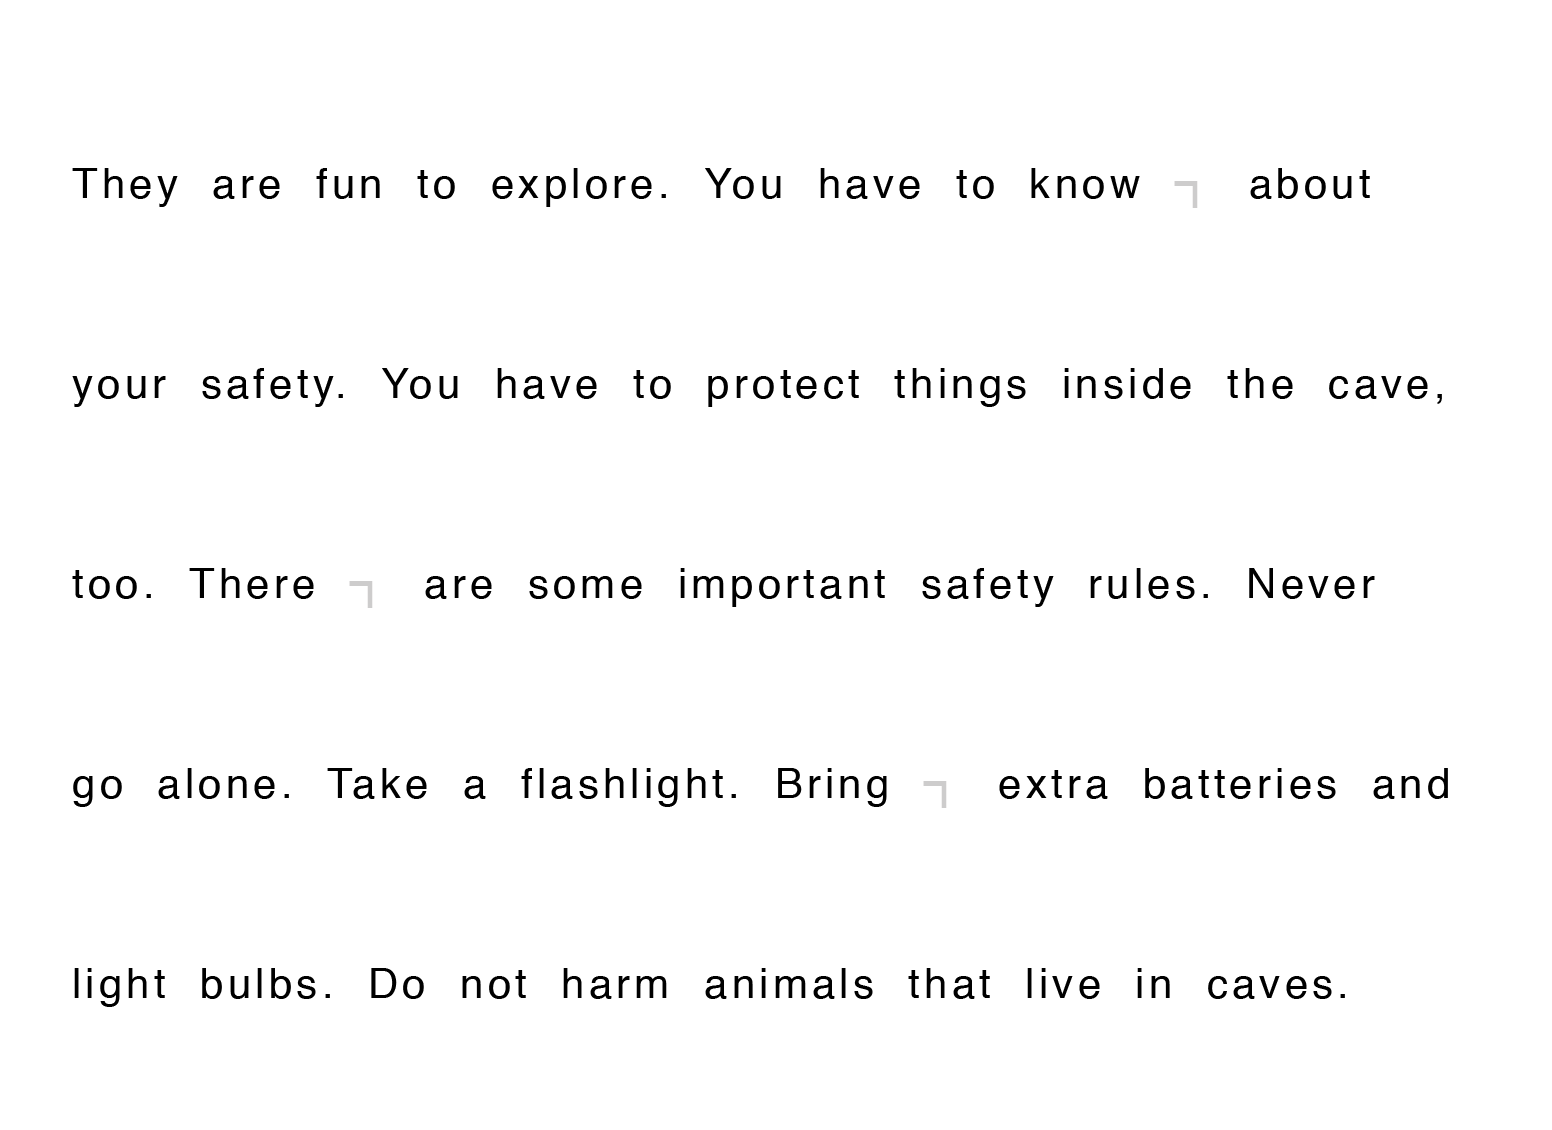 They are fun to explore. You have to know ¬ about
your safety. You have to protect things inside the cave,
too. There ¬ are some important safety rules. Never
go alone. Take a flashlight. Bring ¬ extra batteries and
light bulbs. Do not harm animals that live in caves.